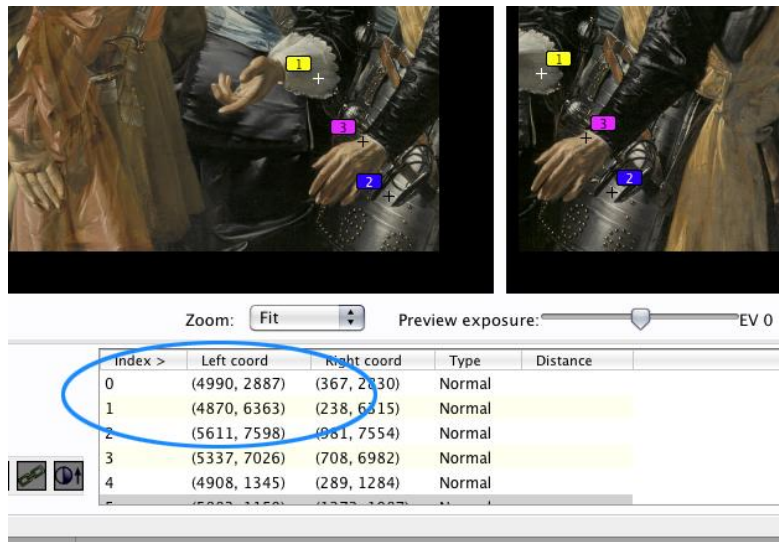 1
3
2
1
3
2
Zoom: Fit Preview exposure: EV 0
Index > Left coord Right coord Type Distance
0 (4990, 2887) (367, 2830) Normal
1 (4870, 6363) (238, 6315) Normal
2 (5611, 7598) (981, 7554) Normal
3 (5337, 7026) (708, 6982) Normal
4 (4908, 1345) (289, 1284) Normal